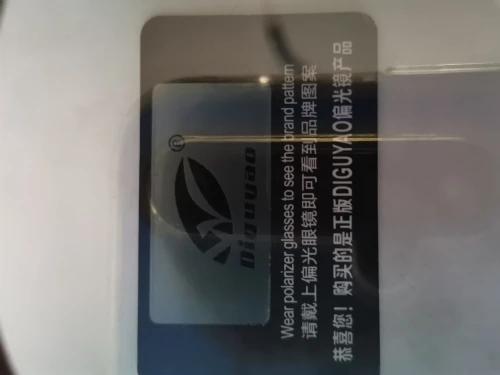 Diguyao®
Wear polarizer glasses to see the brand pattern
请戴上偏光眼镜即可看到品牌图案
恭喜您！购买的是正版DIGUYAO偏光镜产品